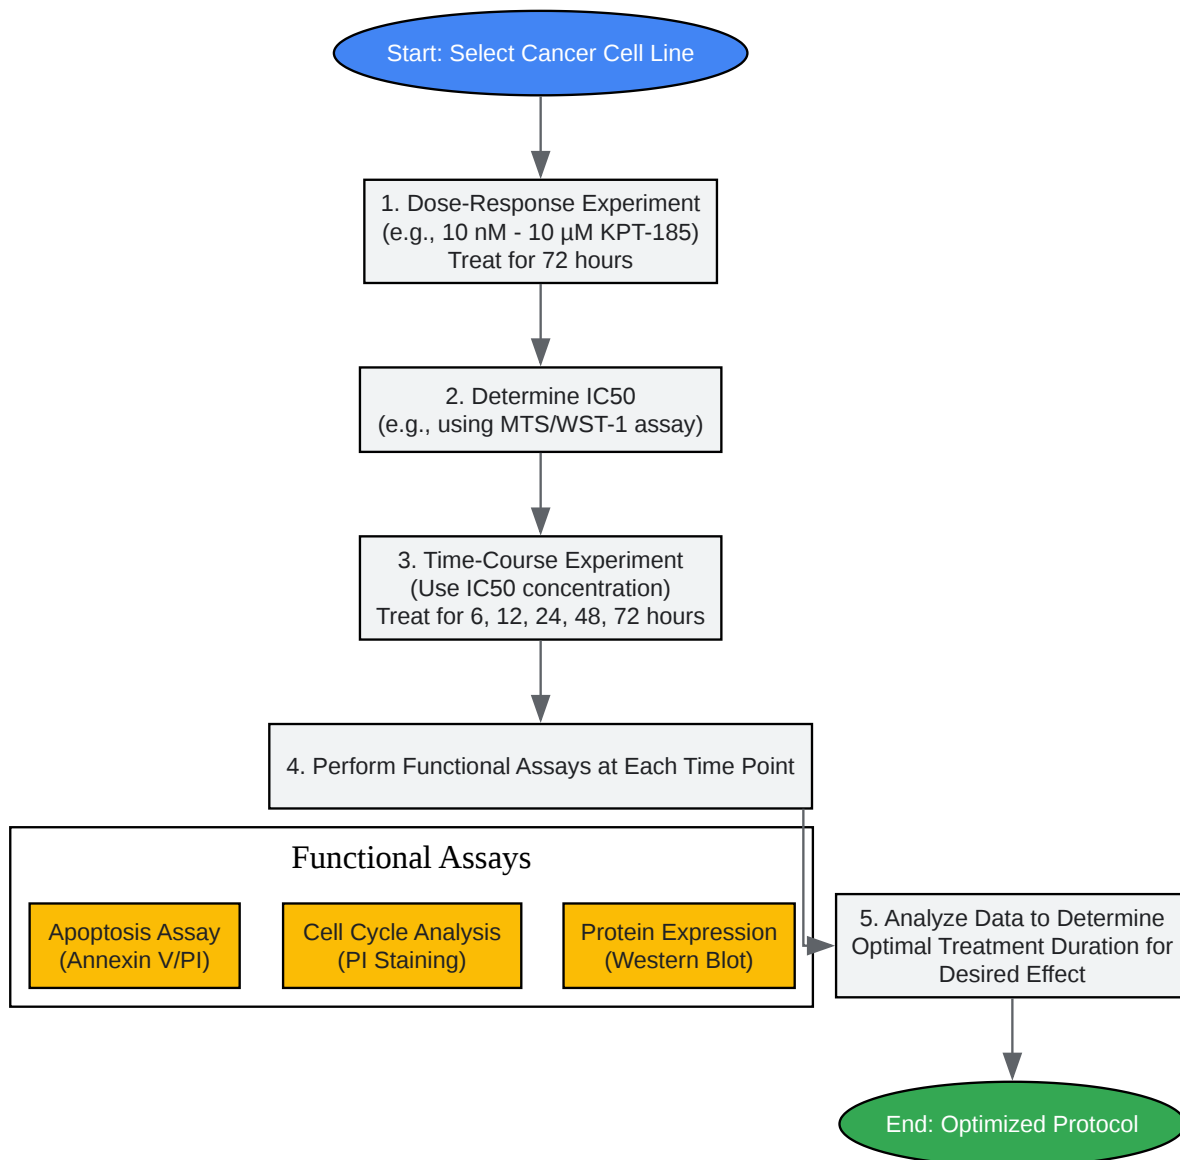 Start: Select Cancer Cell Line
1. Dose-Response Experiment
(e.g., 10 nM - 10 µM KPT-185)
Treat for 72 hours
2. Determine IC50
(e.g., using MTS/WST-1 assay)
3. Time-Course Experiment
(Use IC50 concentration)
Treat for 6, 12, 24, 48, 72 hours
4. Perform Functional Assays at Each Time Point
Functional Assays
Apoptosis Assay
(Annexin V/PI)
Cell Cycle Analysis
(PI Staining)
Protein Expression
(Western Blot)
5. Analyze Data to Determine
Optimal Treatment Duration for
Desired Effect
End: Optimized Protocol